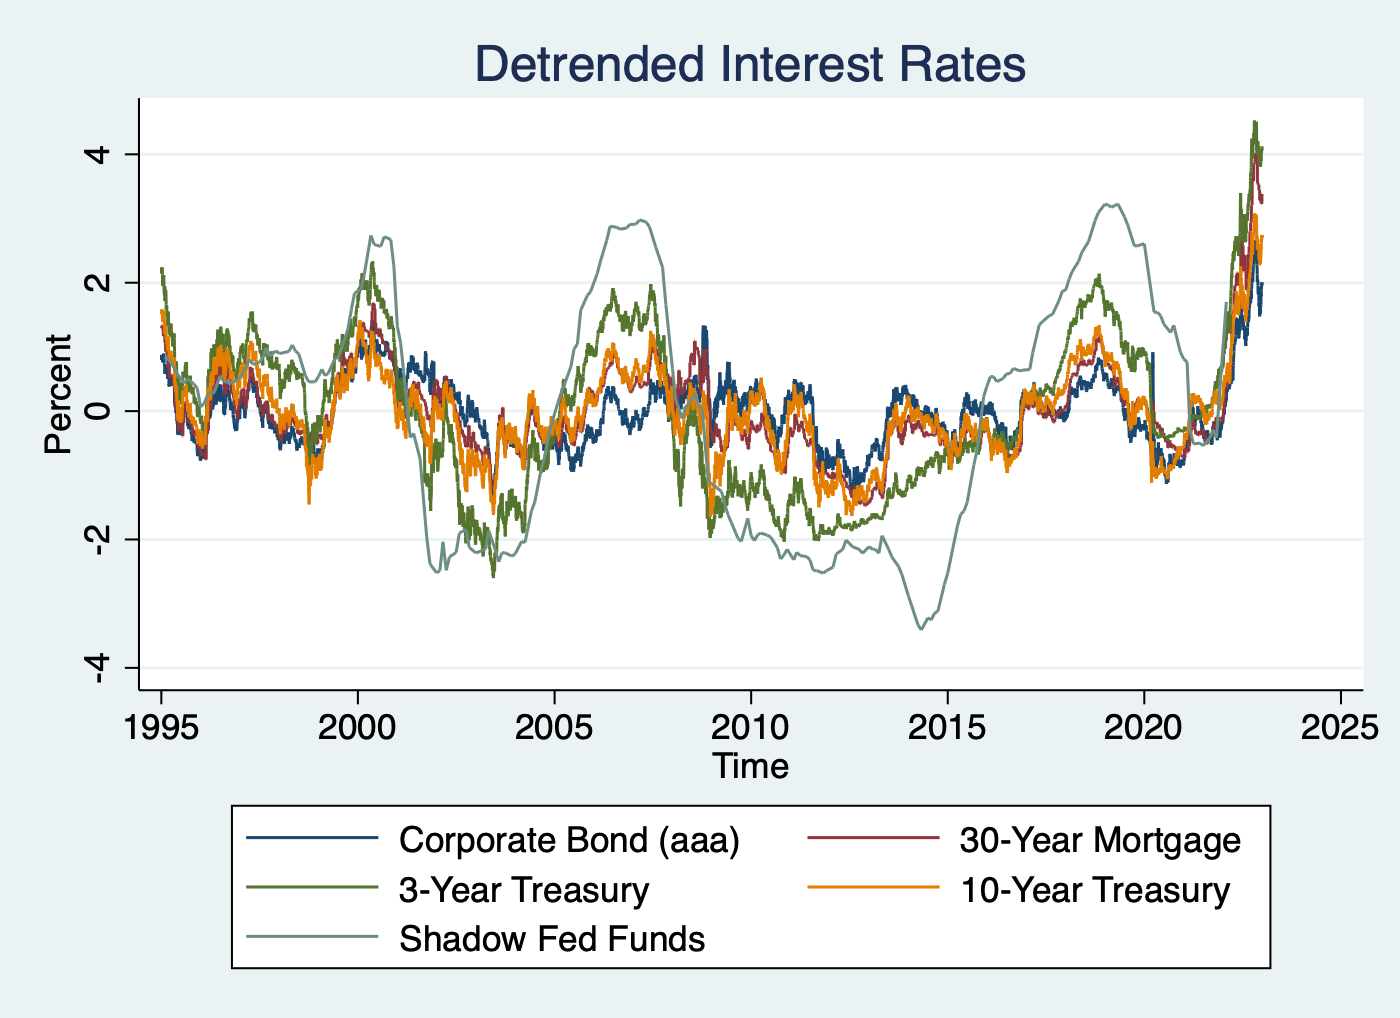 Detrended Interest Rates
Percent
4
2
0
-2
-4
1995 2000 2005 2010 2015 2020 2025
Time
Corporate Bond (aaa) 30-Year Mortgage
3-Year Treasury 10-Year Treasury
Shadow Fed Funds